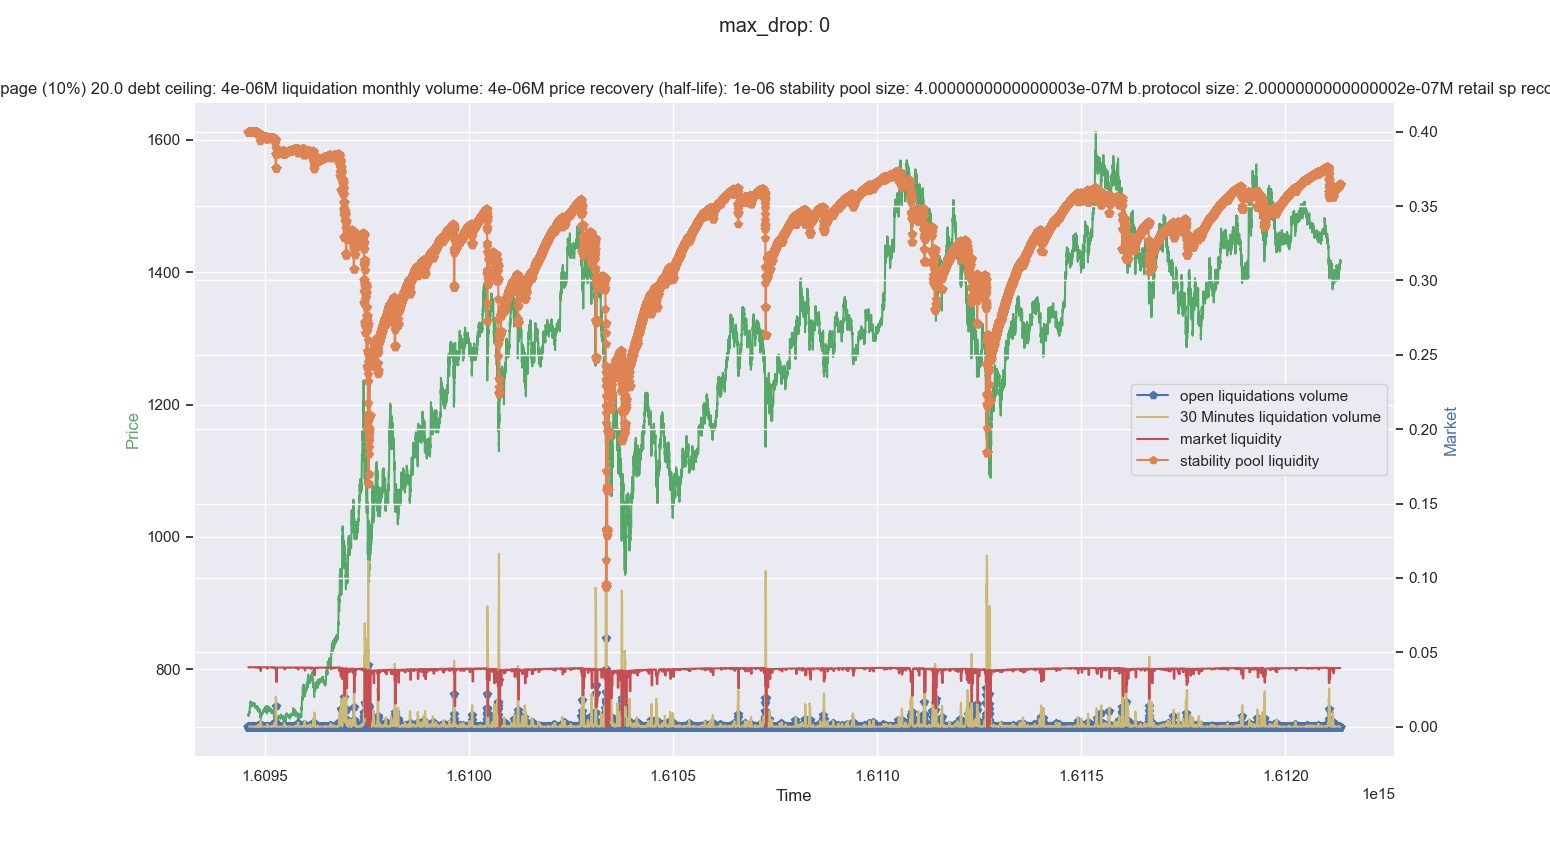 max_drop: 0
page (10%) 20.0 debt ceiling: 4e-06M liquidation monthly volume: 4e-06M price recovery (half-life): 1e-06 stability pool size: 4.0000000000000003e-07M b.protocol size: 2.0000000000000002e-07M retail sp reco
1600
1400
1200
1000
800
Price
0.40
0.35
0.30
0.25
0.20
0.15
0.10
0.05
0.00
Market
open liquidations volume
30 Minutes liquidation volume
market liquidity
stability pool liquidity
1.6095 1.6100 1.6105 1.6110 1.6115 1.6120
Time
1e15